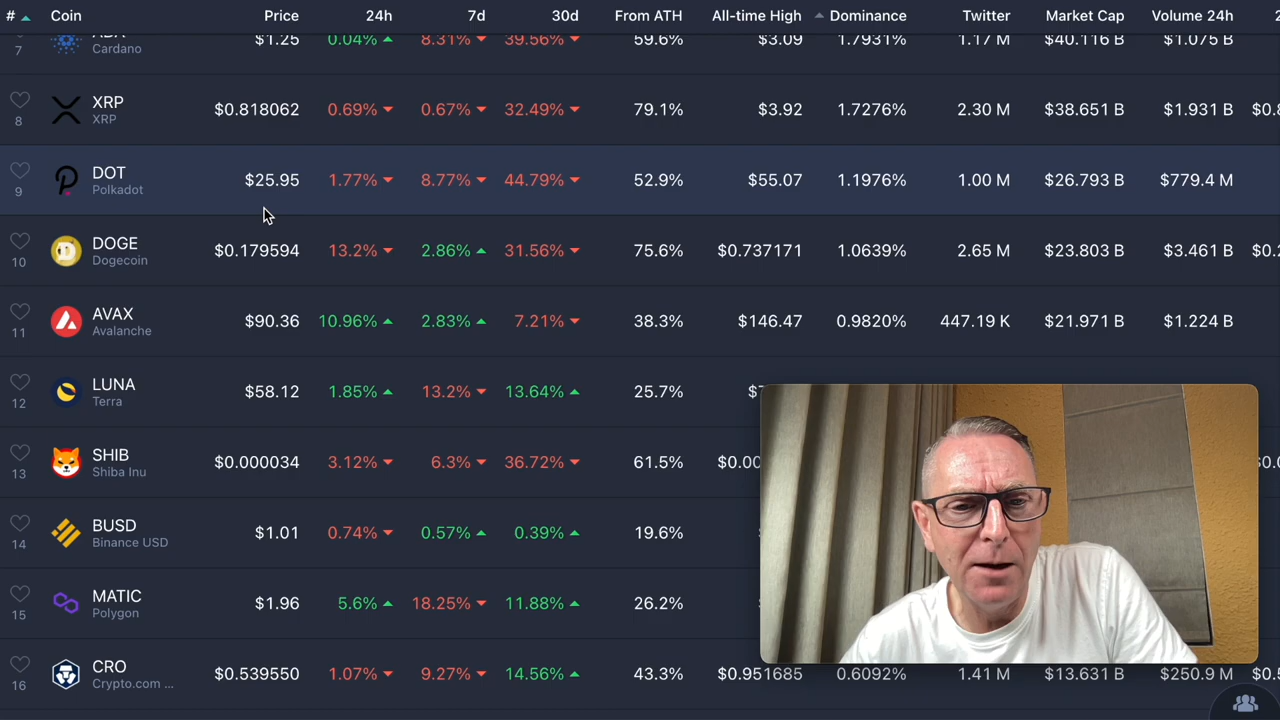 # Coin Price 24h 7d 30d From ATH All-time High Dominance Twitter Market Cap Volume 24h
7 Cardano $1.25 0.04% 8.31% 39.56% 59.6% $3.09 1.7931% 1.17 M $40.116 B $1.075 B
XRP $0.818062 0.69% 0.67% 32.49% 79.1% $3.92 1.7276% 2.30 M $38.651 B $1.931 B
8 XRP
DOT $25.95 1.77% 8.77% 44.79% 52.9% $55.07 1.1976% 1.00 M $26.793 B $779.4 M
9 Polkadot
DOGE $0.179594 13.2% 2.86% 31.56% 75.6% $0.737171 1.0639% 2.65 M $23.803 B $3.461 B
10 Dogecoin
AVAX $90.36 10.96% 2.83% 7.21% 38.3% $146.47 0.9820% 447.19 K $21.971 B $1.224 B
11 Avalanche
LUNA $58.12 1.85% 13.2% 13.64% 25.7%
12 Terra
SHIB $0.000034 3.12% 6.3% 36.72% 61.5%
13 Shiba Inu
BUSD $1.01 0.74% 0.57% 0.39% 19.6%
14 Binance USD
MATIC $1.96 5.6% 18.25% 11.88% 26.2%
15 Polygon
CRO $0.539550 1.07% 9.27% 14.56% 43.3% $0.951685 0.6092% 1.41 M $13.631 B $250.9 M
16 Crypto.com ...